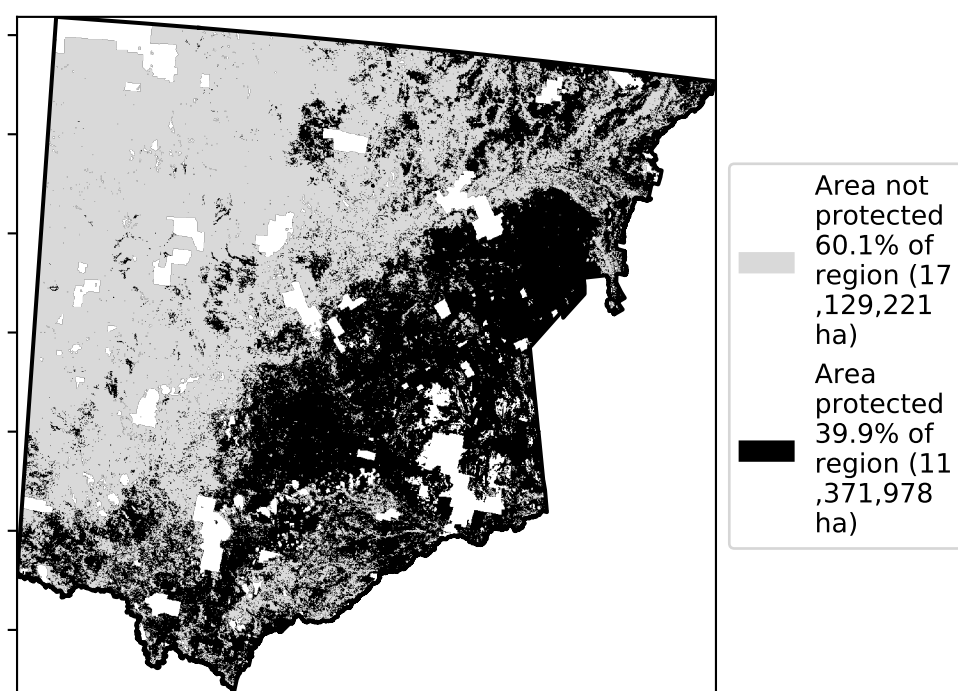 Area not
protected
60.1% of
region (17
,129,221
ha)
Area
protected
39.9% of
region (11
,371,978
ha)